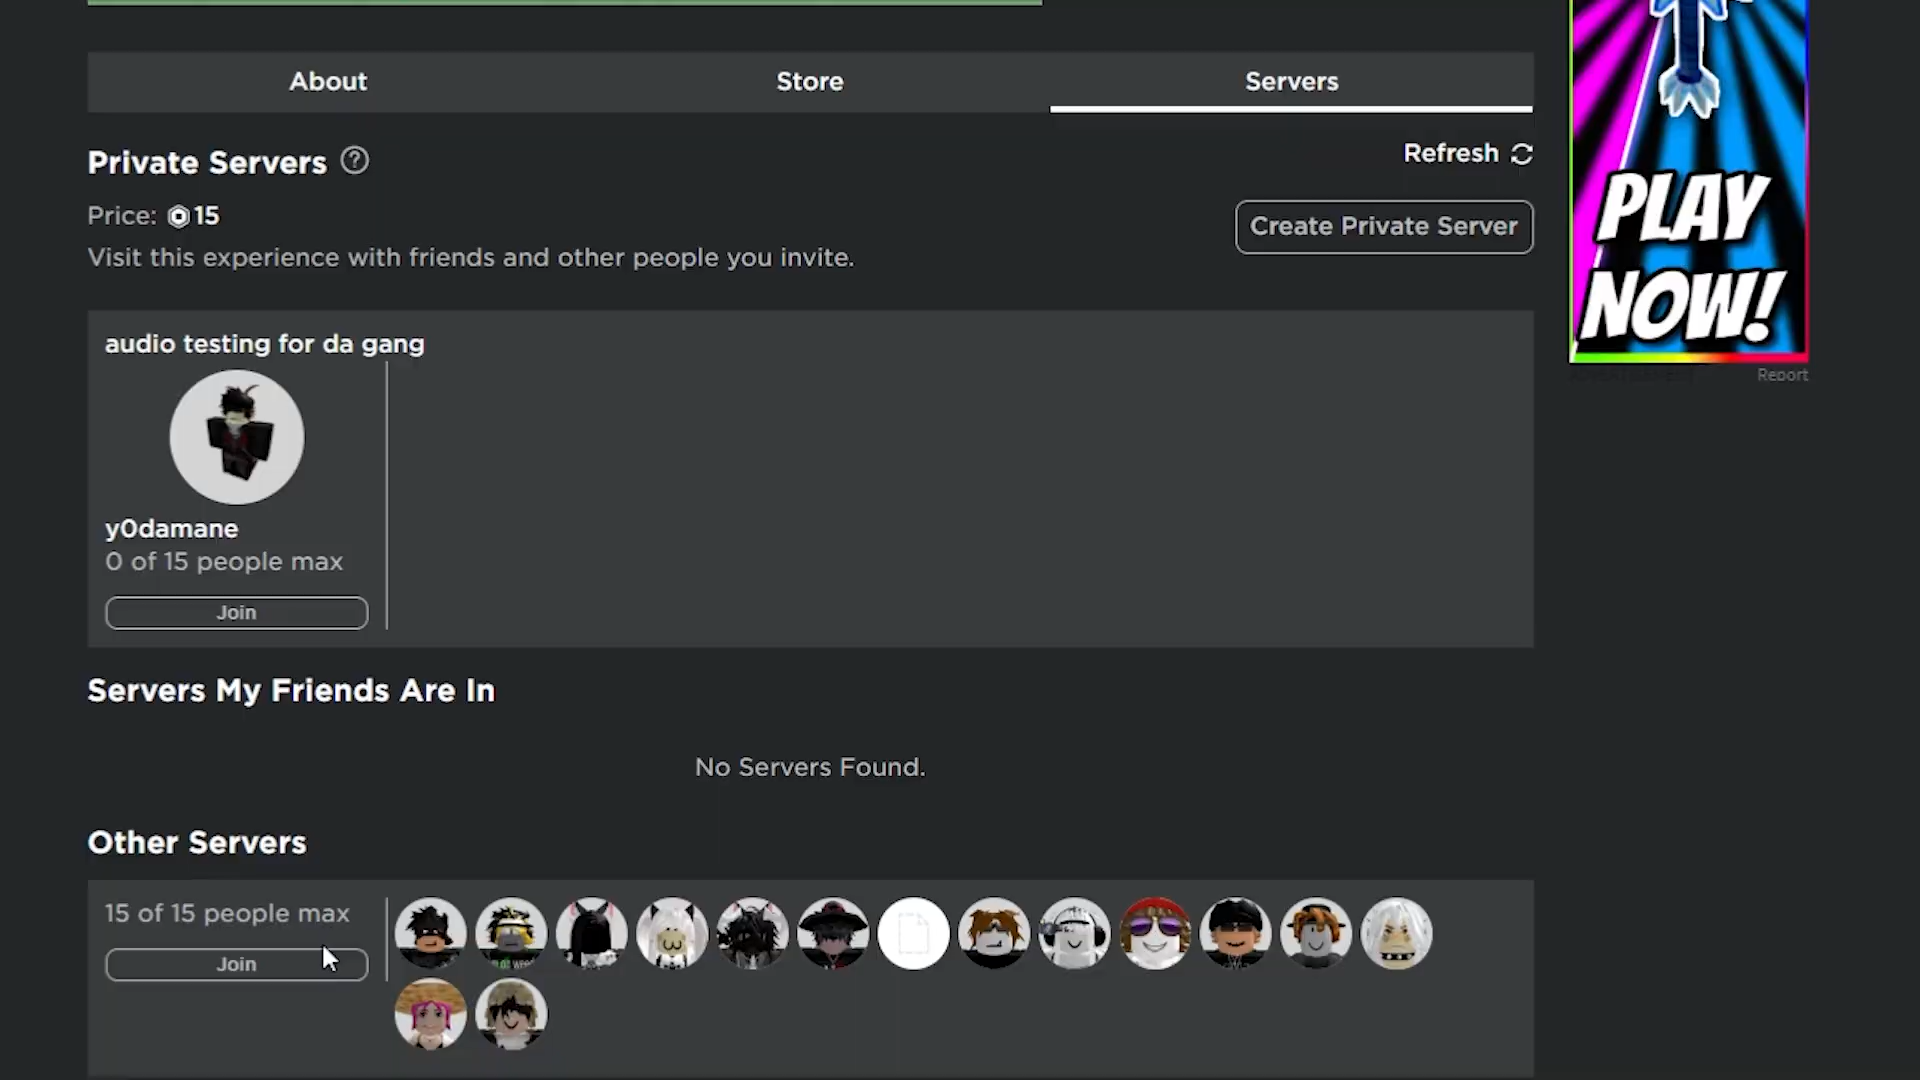 About
Store
Servers
Private Servers
Refresh
Price: 15
Create Private Server
Visit this experience with friends and other people you invite.
PLAY
NOW!
Report
audio testing for da gang
y0damane
0 of 15 people max
Join
Servers My Friends Are In
No Servers Found.
Other Servers
15 of 15 people max
Join